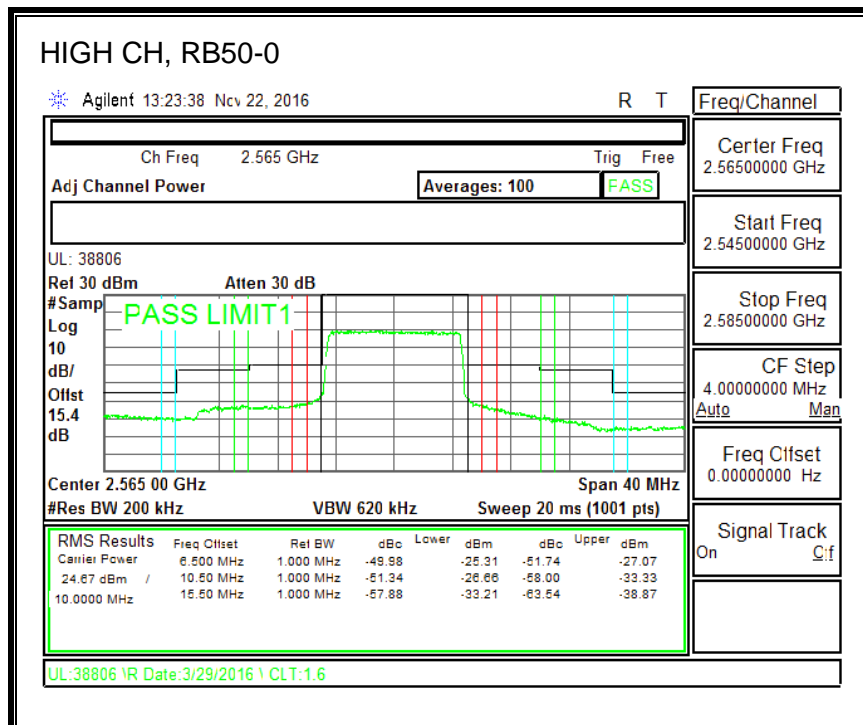 HIGH CH, RB50-0
Agilent 13:23:38 Nov 22, 2016 R T
Freq/Channel
Ch Freq 2.565 GHz Trig Free
Adj Channel Power Averages: 100 PASS
Center Freq
2.56500000 GHz
Start Freq
2.54500000 GHz
Stop Freq
2.58500000 GHz
CF Step
4.00000000 MHz
Auto Man
Freq Offset
0.00000000 Hz
Signal Track
On Off
UL: 38806
Ref 30 dBm Atten 30 dB
#Samp
Log
10
dB/
Offst
15.4
dB
PASS LIMIT1
Center 2.565 00 GHz Span 40 MHz
#Res BW 200 kHz VBW 620 kHz Sweep 20 ms (1001 pts)
RMS Results Freq Offset Ref BW dBc Lower dBm dBc Upper dBm
Carrier Power 6.500 MHz 1.000 MHz -49.98 -25.31 -51.74 -27.07
24.67 dBm / 10.50 MHz 1.000 MHz -51.34 -26.66 -58.00 -33.33
10.0000 MHz 15.50 MHz 1.000 MHz -57.88 -33.21 -63.54 -38.87
UL:38806 \R Date:3/29/2016 \ CLT:1.6